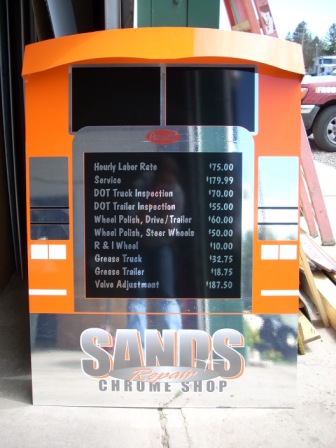 Hourly Labor Rate $75.00
Service $179.99
DOT Truck Inspection $70.00
DOT Trailer Inspection $55.00
Wheel Polish, Drive/Trailer $60.00
Wheel Polish, Steer Wheels $50.00
R & I Wheel $10.00
Grease Truck $32.75
Grease Trailer $18.75
Valve Adjustment $187.50
SANDS
Repair
CHROME SHOP